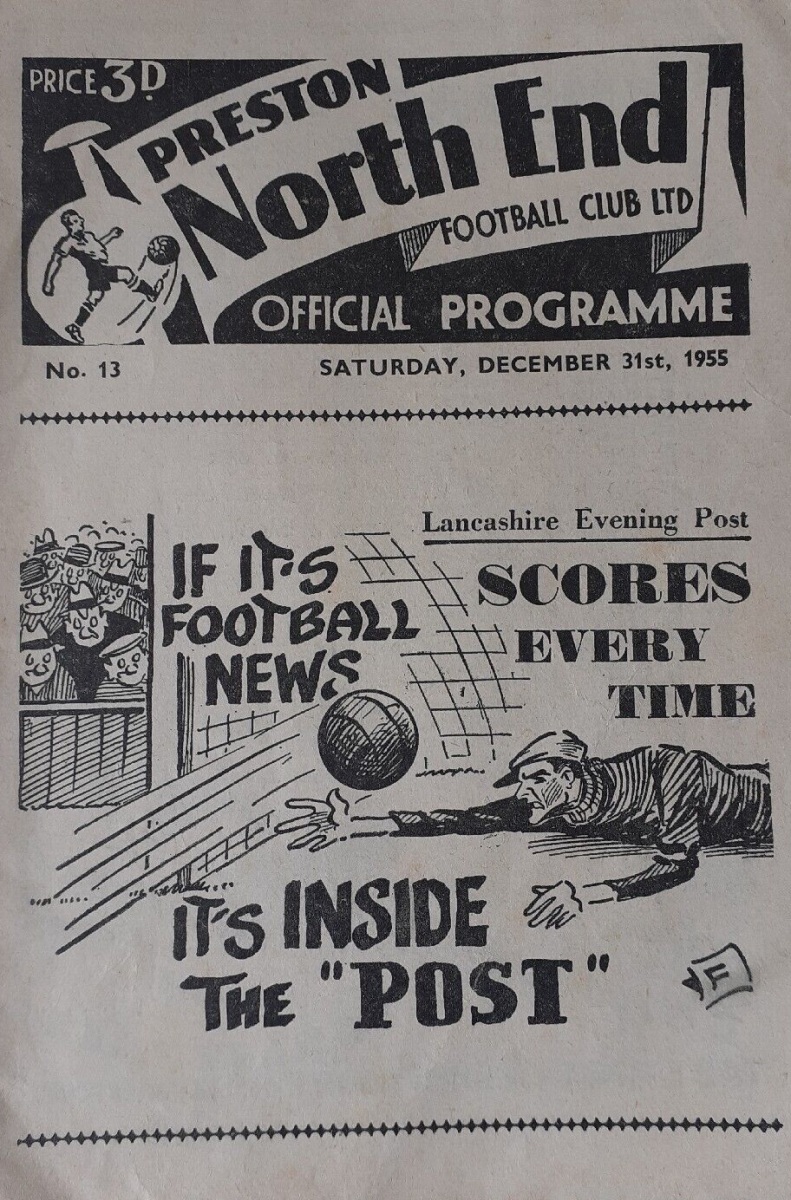 PRICE 3D.
PRESTON
North End
FOOTBALL CLUB LTD
OFFICIAL PROGRAMME
No. 13
SATURDAY, DECEMBER 31st, 1955
Lancashire Evening Post
SCORES
EVERY
TIME
IF IT'S
FOOTBALL
NEWS
IT'S INSIDE
THE "POST"
F